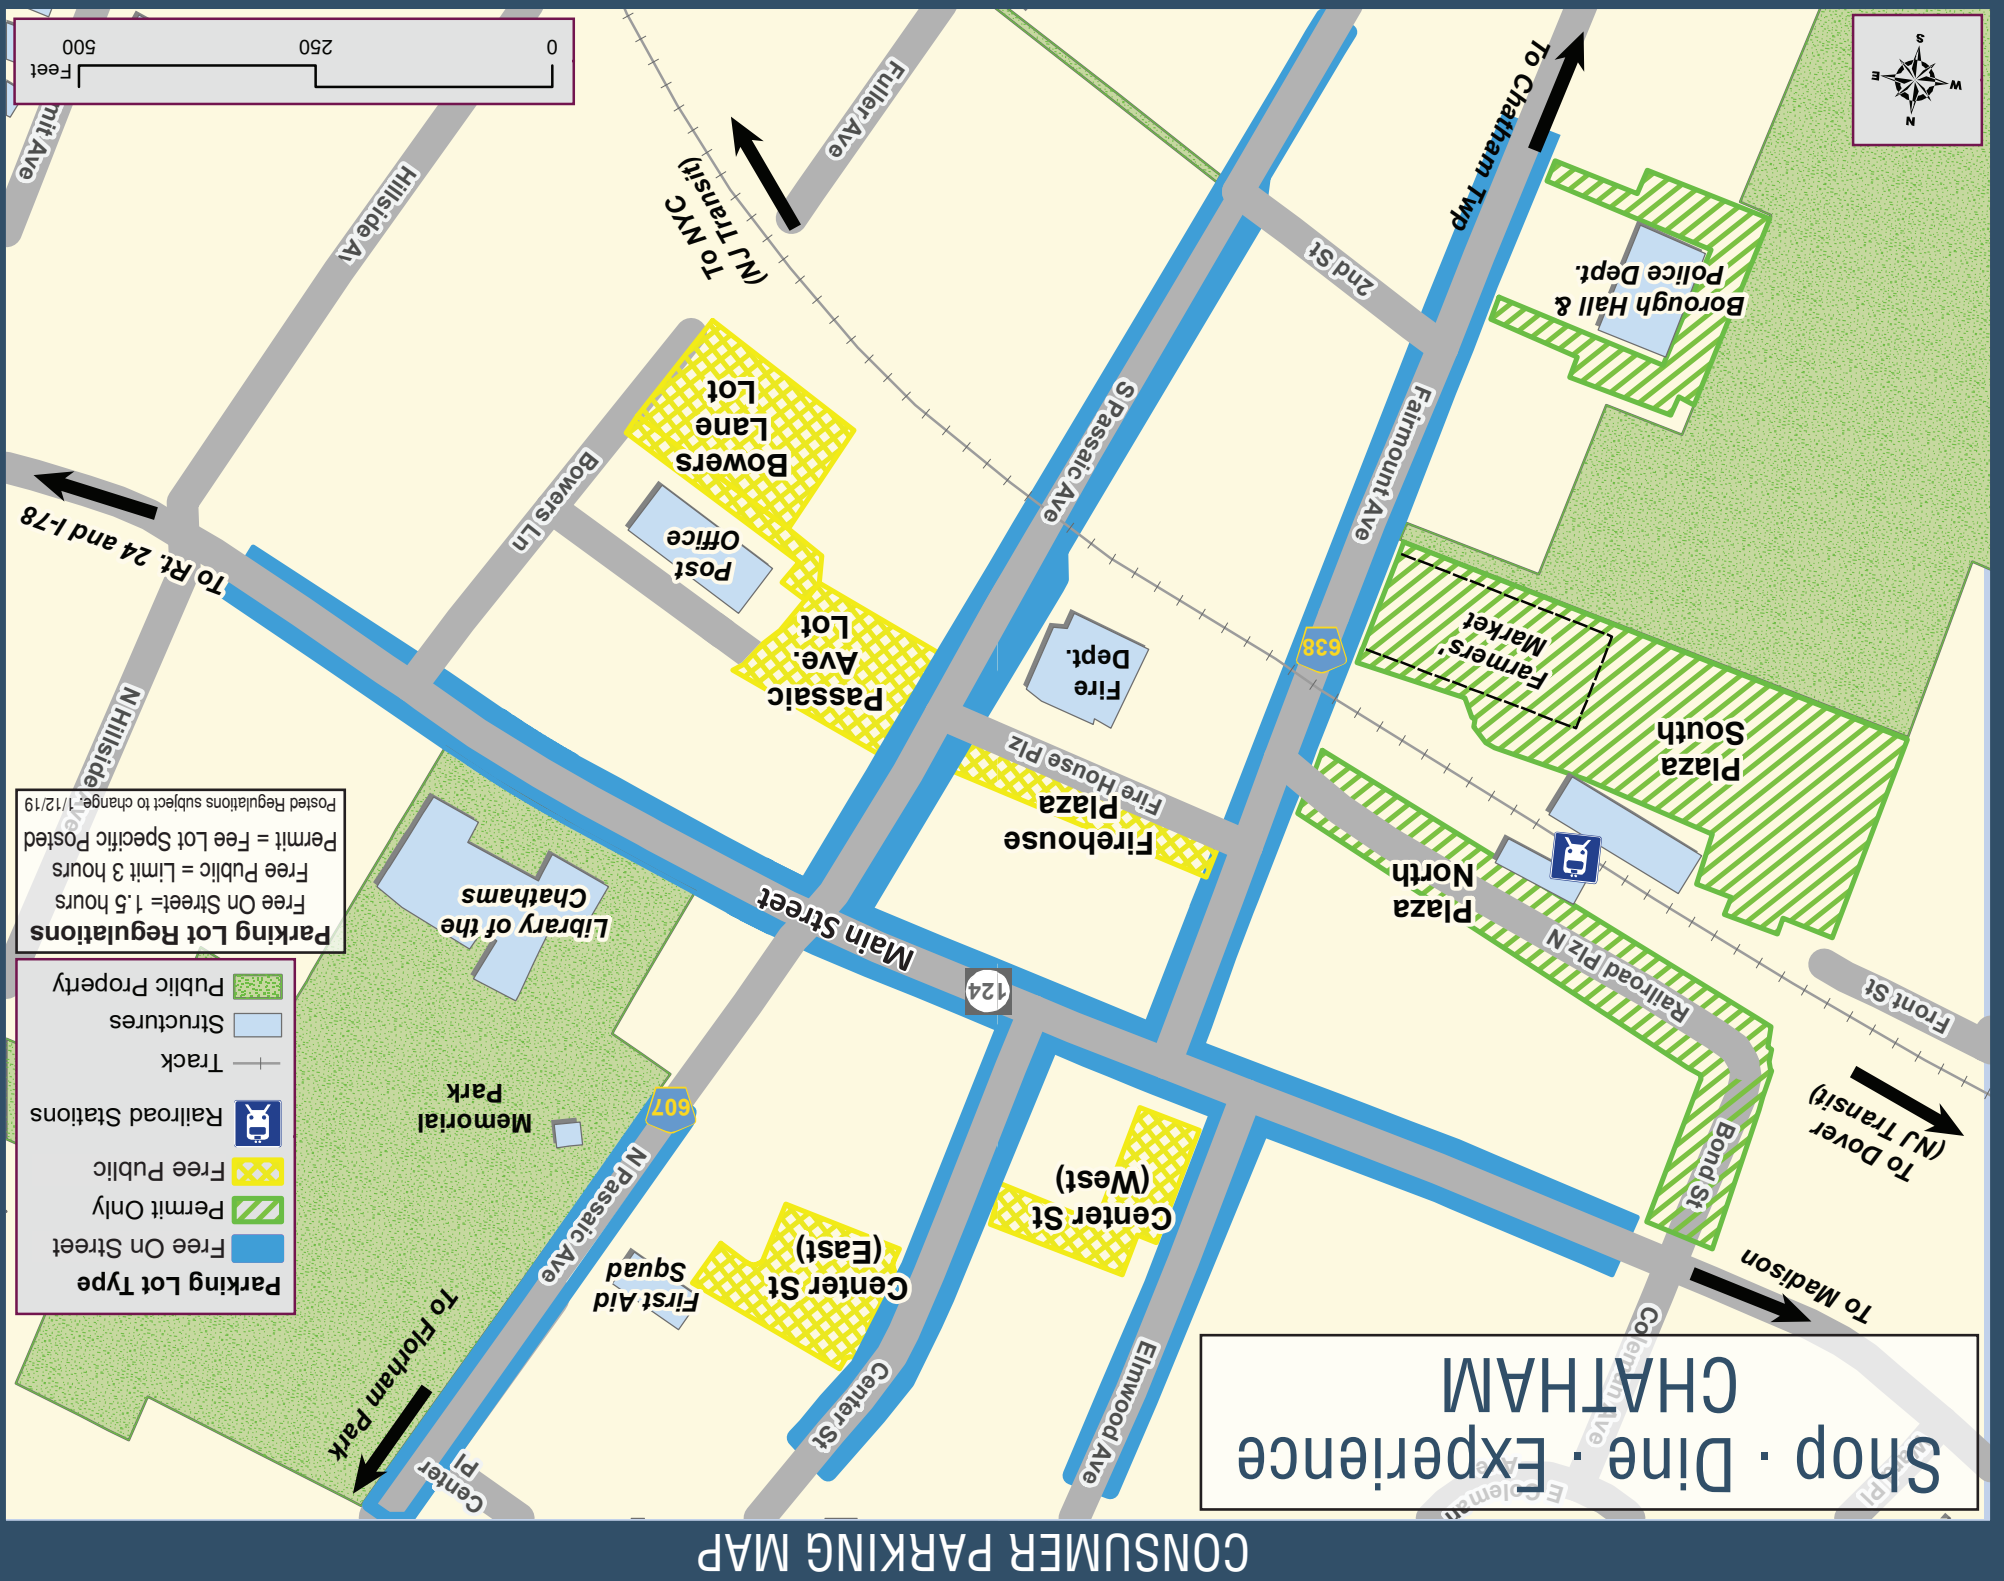 CONSUMER PARKING MAP
Shop · Dine · Experience
CHATHAM
E Coleman
Ave
Coleman Ave
To Madison
Elmwood Ave
Center St
Center
Pl
To Florham Park
To Dover
(NJ Transit)
Bond St
Front St
Railroad Plz N
Center St
(West)
Center St
(East)
First Aid
Squad
N Passaic Ave
607
Memorial
Park
Parking Lot Type
Free On Street
Permit Only
Free Public
Railroad Stations
Track
Structures
Public Property
Parking Lot Regulations
Free On Street= 1.5 hours
Free Public = Limit 3 hours
Permit = Fee Lot Specific Posted
Posted Regulations subject to change. 1/12/19
124
Main Street
Library of the
Chathams
Plaza
North
Plaza
South
Firehouse
Plaza
Fire House Plz
Passaic
Ave.
Lot
N Hillside Ave
Farmers'
Market
638
Fire
Dept.
Post
Office
To Rt. 24 and I-78
Bowers Ln
Bowers
Lane
Lot
Fairmount Ave
S Passaic Ave
Borough Hall &
Police Dept.
2nd St
To NYC
(NJ Transit)
Hillside Av
To Chatham Twp
Fuller Ave
mit Ave
N
W
E
S
Feet
0
250
500